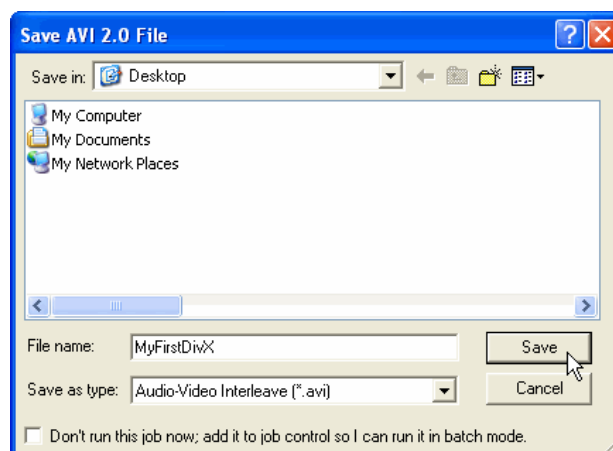 Save AVI 2.0 File
Save in: Desktop
My Computer
My Documents
My Network Places
File name: MyFirstDivX Save
Save as type: Audio-Video Interleave (*.avi) Cancel
Don't run this job now; add it to job control so I can run it in batch mode.